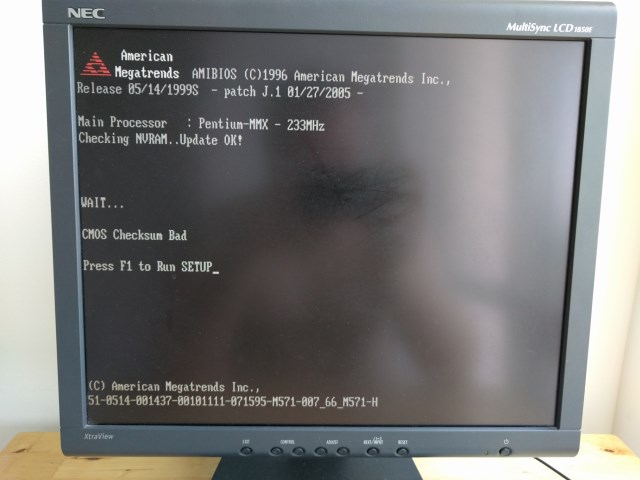 NEC
MultiSync LCD 1850E
American
Megatrends AMIBIOS (C)1996 American Megatrends Inc.,
Release 05/14/1999S - patch J.1 01/27/2005 -
Main Processor : Pentium-MMX - 233MHz
Checking NVRAM..Update OK!
WAIT...
CMOS Checksum Bad
Press F1 to Run SETUP_
(C) American Megatrends Inc.,
51-0514-001437-00101111-071595-M571-007_66_M571-H
XtraView
EXIT CONTROL ADJUST NEXT/INPUT RESET